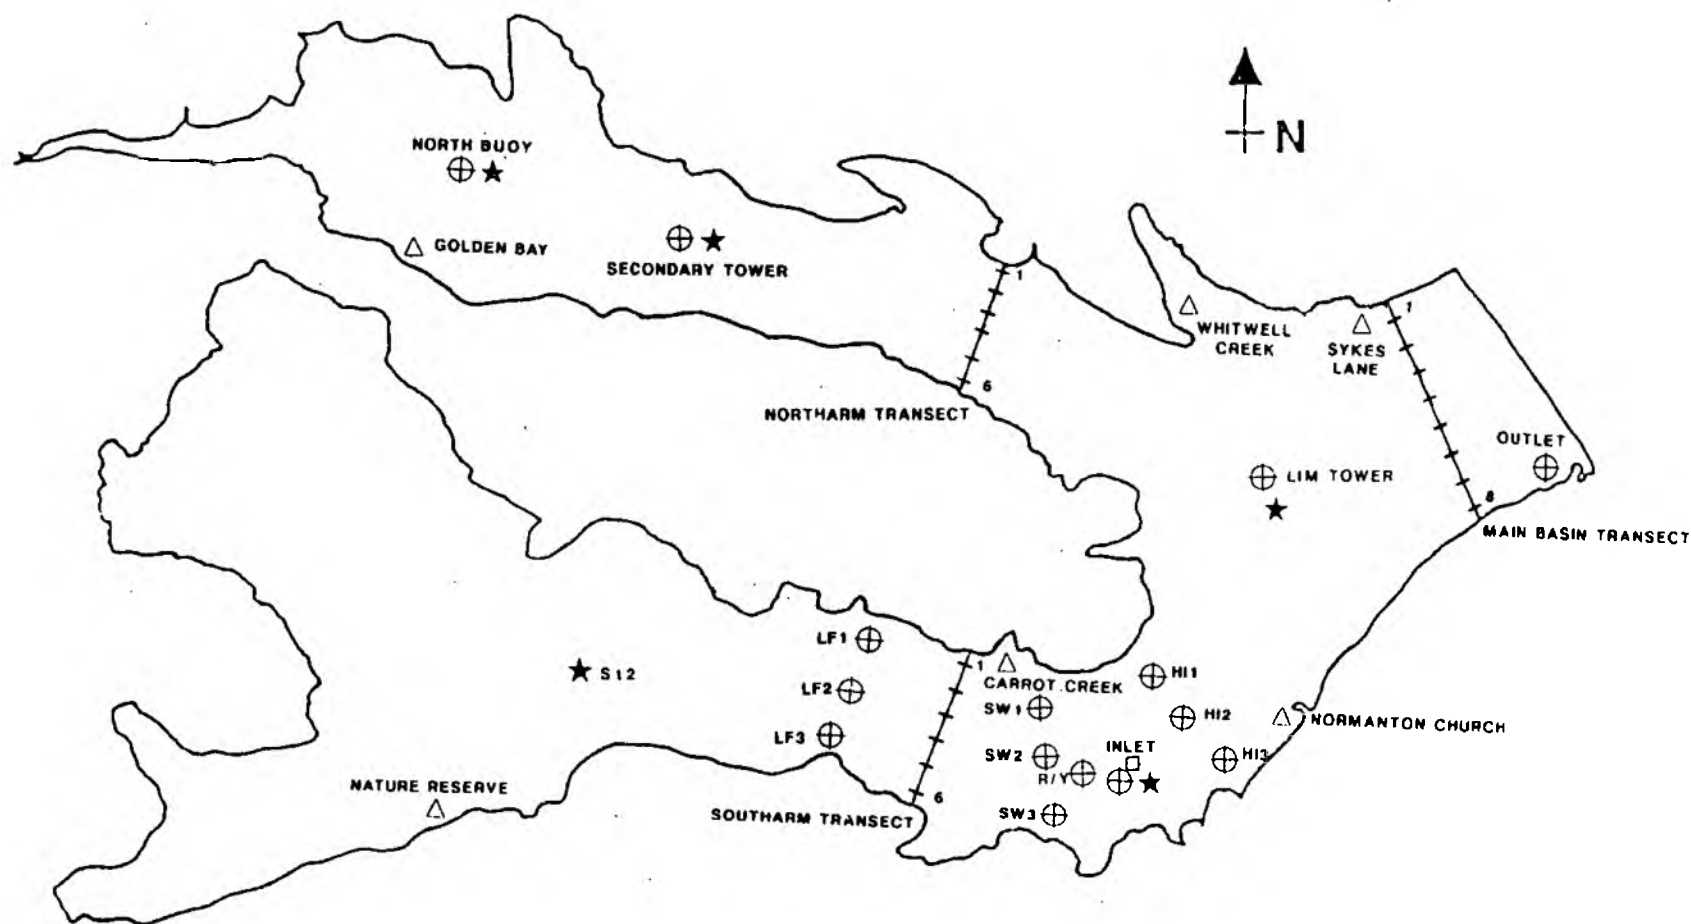 N
NORTH BUOY
GOLDEN BAY
SECONDARY TOWER
1
6
NORTHARM TRANSECT
WHITWELL
CREEK
SYKES
LANE
1
8
OUTLET
LIM TOWER
MAIN BASIN TRANSECT
LF1
LF2
LF3
S12
1
6
CARROT CREEK
SW1
SW2
SW3
R/Y
INLET
HI1
HI2
HI3
NORMANTON CHURCH
NATURE RESERVE
SOUTHARM TRANSECT